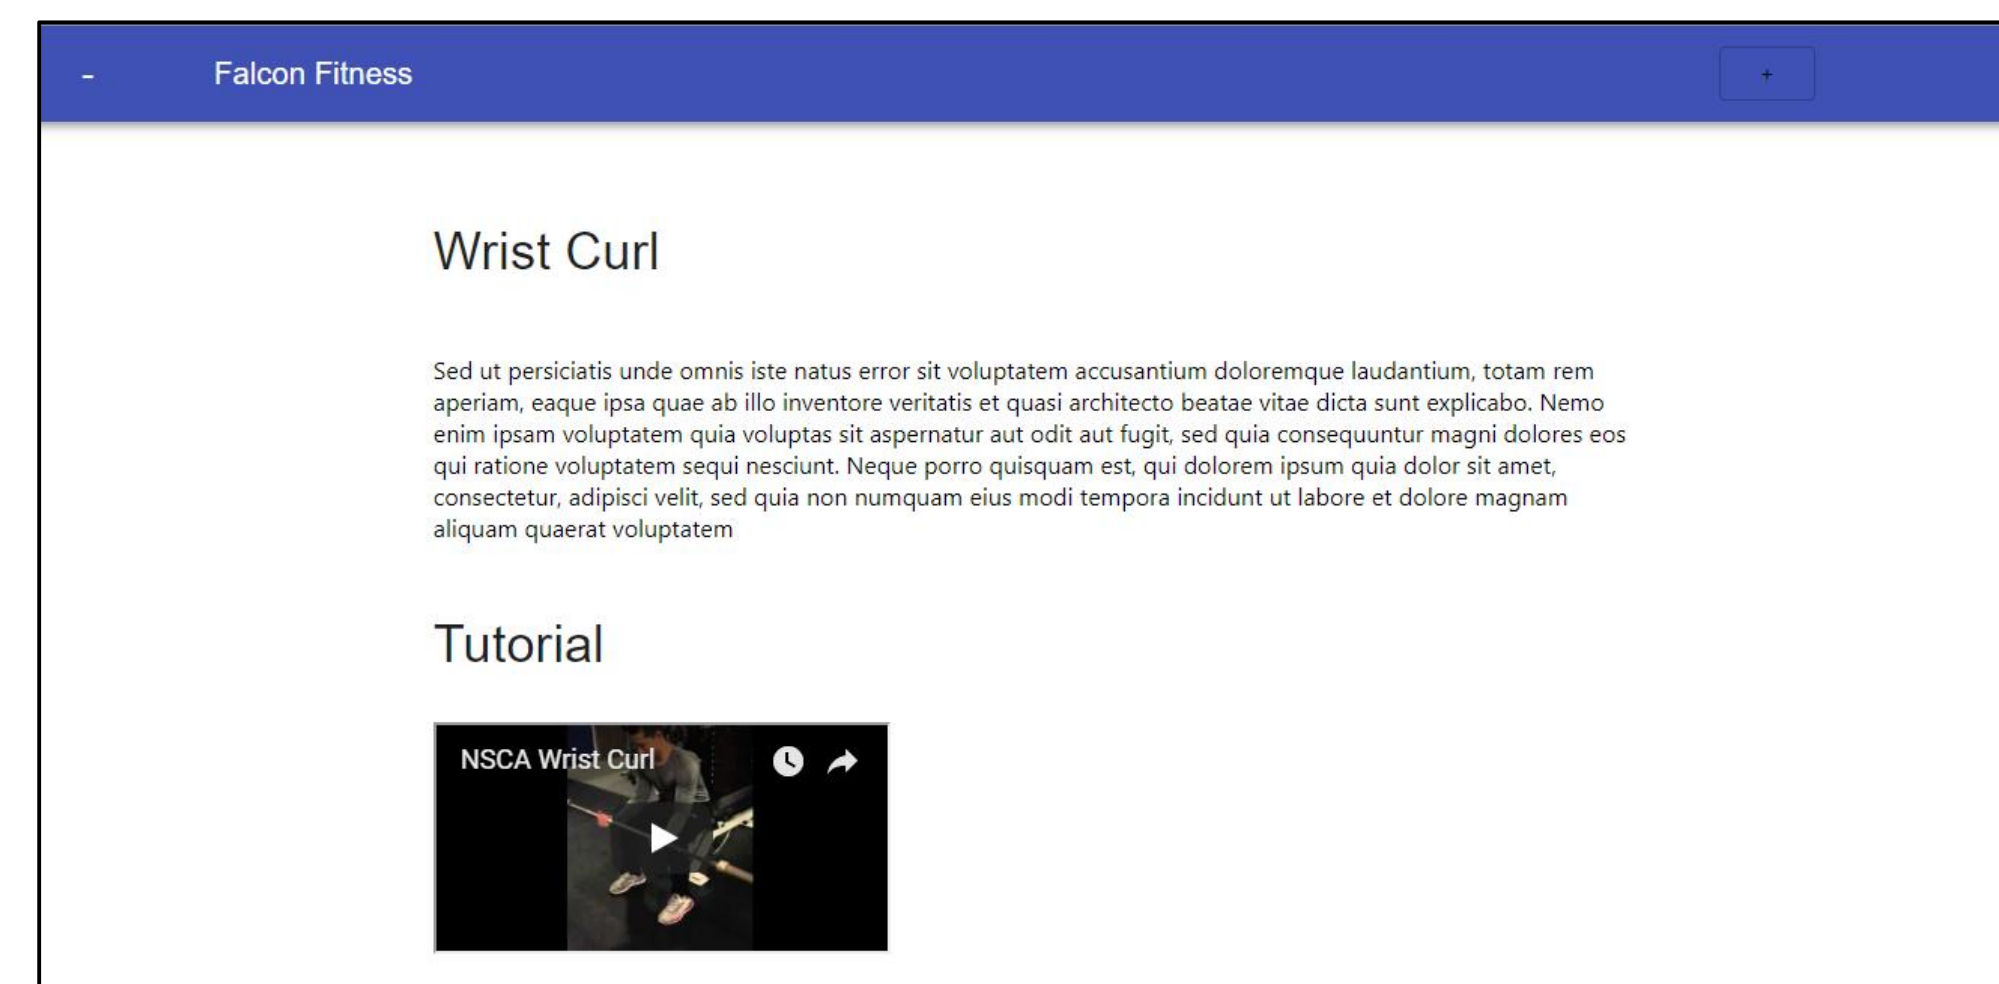 - Falcon Fitness +
Wrist Curl
Sed ut persiciatis unde omnis iste natus error sit voluptatem accusantium doloremque laudantium, totam rem
aperiam, eaque ipsa quae ab illo inventore veritatis et quasi architecto beatae vitae dicta sunt explicabo. Nemo
enim ipsam voluptatem quia voluptas sit aspernatur aut odit aut fugit, sed quia consequuntur magni dolores eos
qui ratione voluptatem sequi nesciunt. Neque porro quisquam est, qui dolorem ipsum quia dolor sit amet,
consectetur, adipisci velit, sed quia non numquam eius modi tempora incidunt ut labore et dolore magnam
aliquam quaerat voluptatem
Tutorial
NSCA Wrist Curl